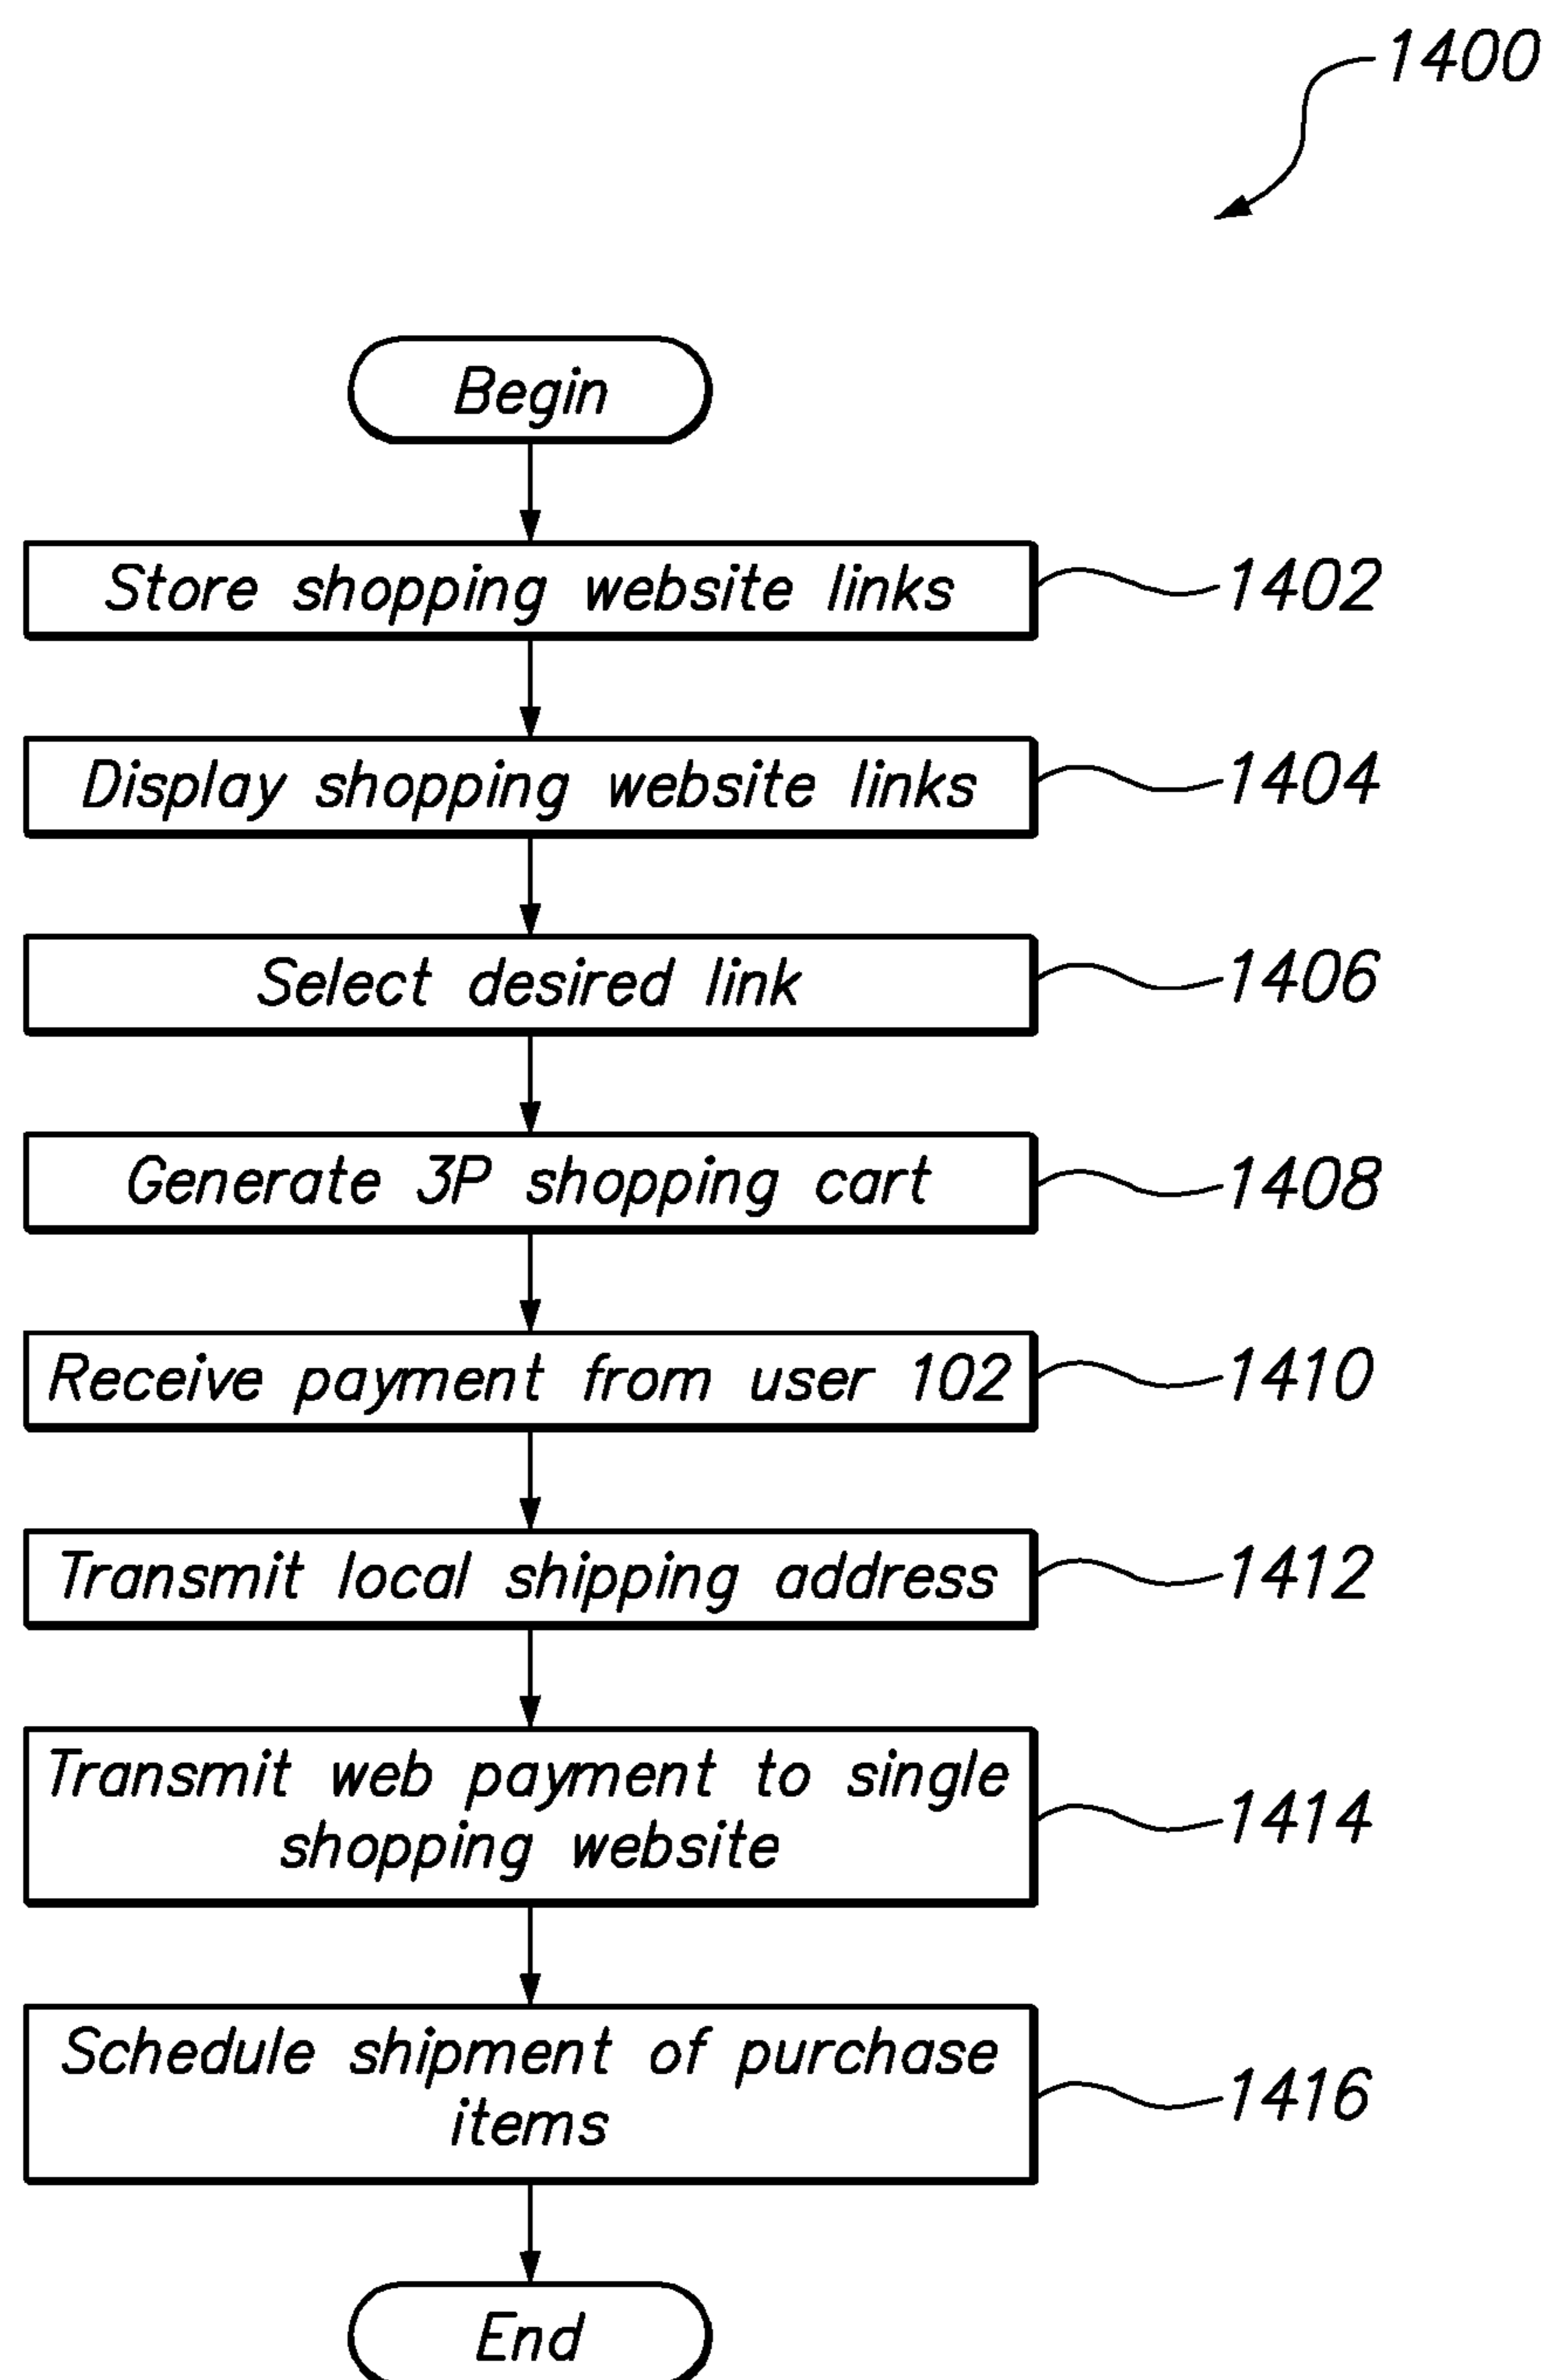 1400
Begin
Store shopping website links
1402
Display shopping website links
1404
Select desired link
1406
Generate 3P shopping cart
1408
Receive payment from user 102
1410
Transmit local shipping address
1412
Transmit web payment to single
shopping website
1414
Schedule shipment of purchase
items
1416
End